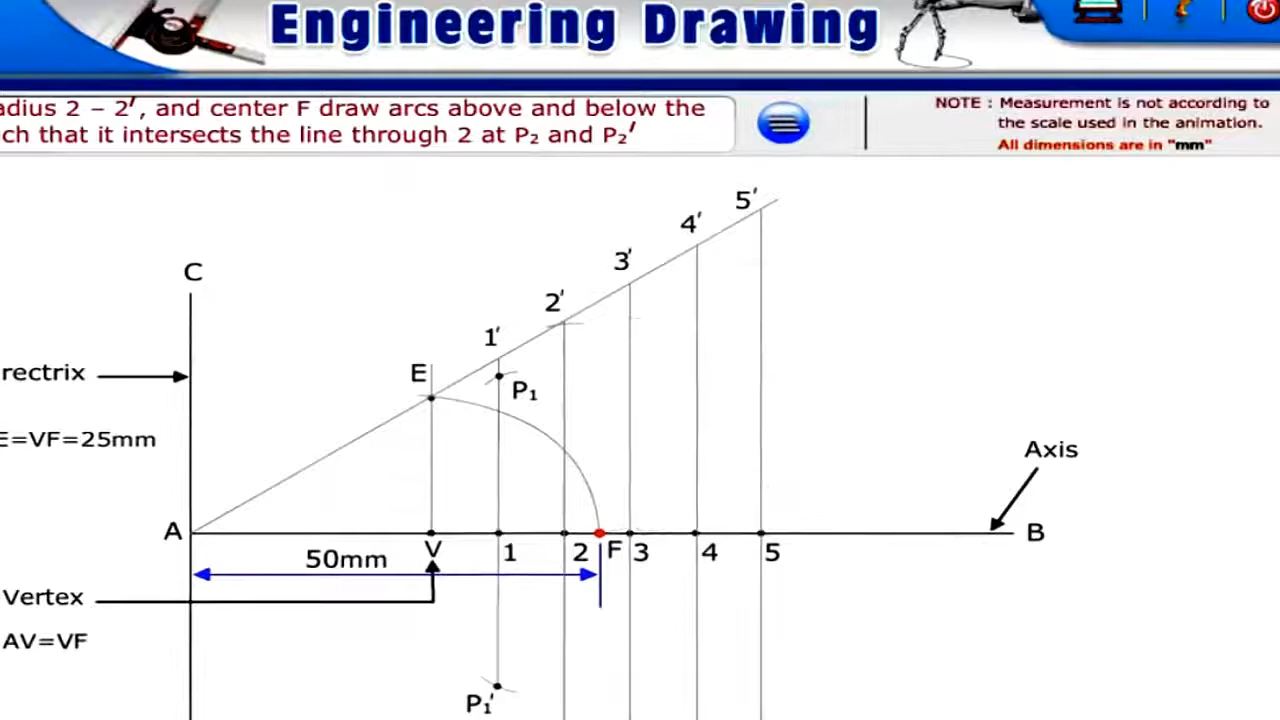 Engineering Drawing
adius 2 – 2′, and center F draw arcs above and below the
ch that it intersects the line through 2 at P₂ and P₂′
NOTE : Measurement is not according to
the scale used in the animation.
All dimensions are in "mm"
5′
4′
3′
C
2′
1′
E
rectrix
P₁
E=VF=25mm
Axis
A
B
V
1
2
F
3
4
5
50mm
Vertex
AV=VF
P₁′